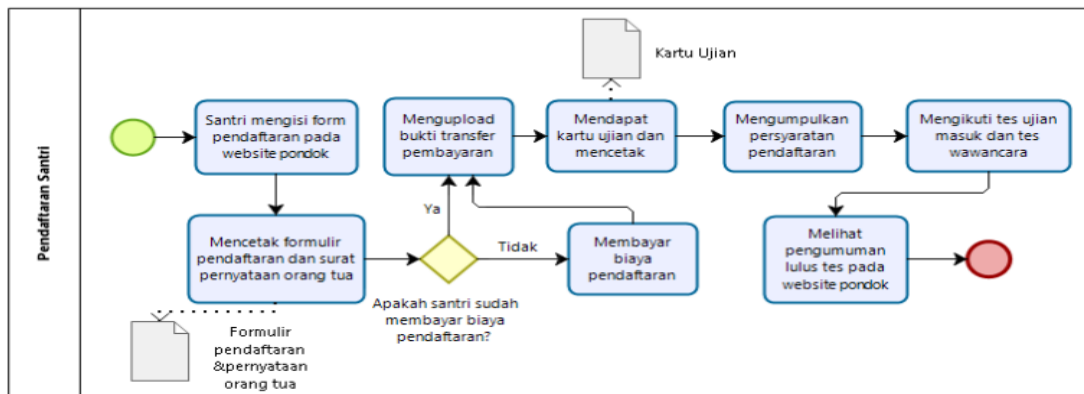 Pendaftaran Santri
Santri mengisi form
pendaftaran pada
website pondok
Mencetak formulir
pendaftaran dan surat
pernyataan orang tua
Formulir
pendaftaran
&pernyataan
orang tua
Apakah santri sudah
membayar biaya
pendaftaran?
Ya
Tidak
Membayar
biaya
pendaftaran
Mengupload
bukti transfer
pembayaran
Mendapat
kartu ujian dan
mencetak
Kartu Ujian
Mengumpulkan
persyaratan
pendaftaran
Mengikuti tes ujian
masuk dan tes
wawancara
Melihat
pengumuman
lulus tes pada
website pondok